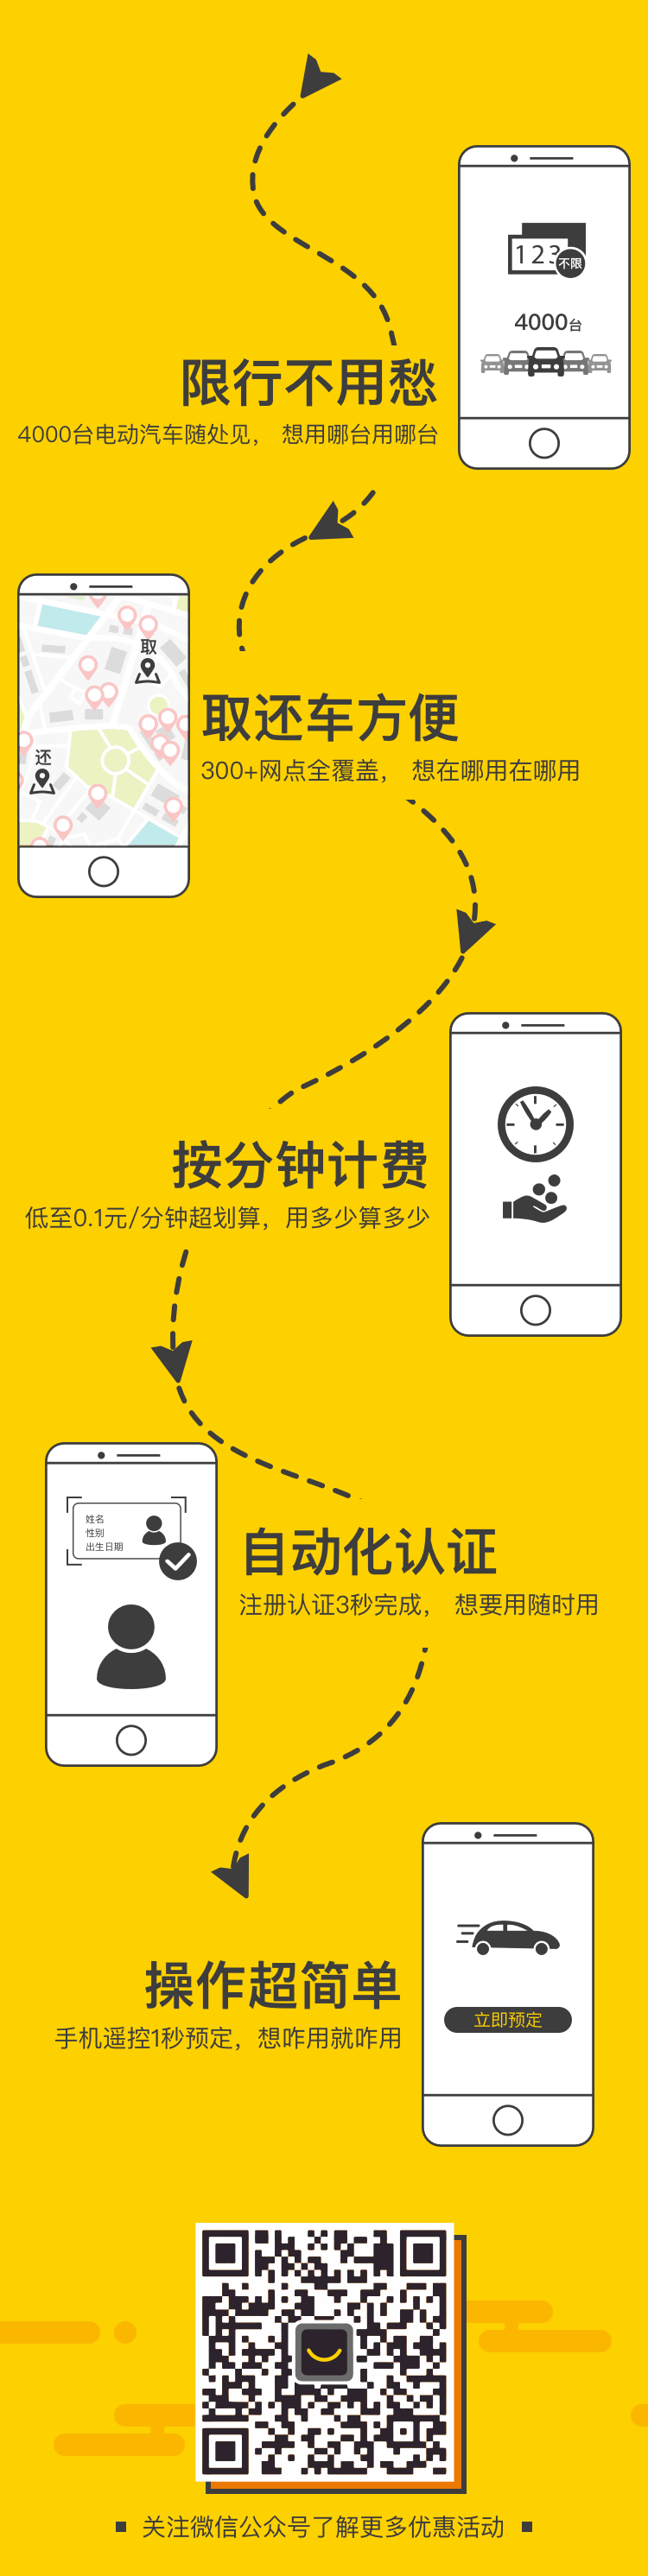 123
不限
4000台
限行不用愁
4000台电动汽车随处见， 想用哪台用哪台
取
还
取还车方便
300+网点全覆盖， 想在哪用在哪用
按分钟计费
低至0.1元/分钟超划算，用多少算多少
姓名
性别
出生日期
自动化认证
注册认证3秒完成， 想要用随时用
操作超简单
手机遥控1秒预定，想咋用就咋用
立即预定
关注微信公众号了解更多优惠活动